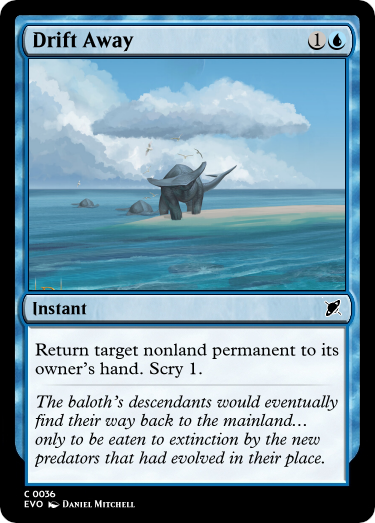 Drift Away 1
Instant
Return target nonland permanent to its
owner's hand. Scry 1.
The baloth's descendants would eventually
find their way back to the mainland...
only to be eaten to extinction by the new
predators that had evolved in their place.
C 0036
EVO Daniel Mitchell